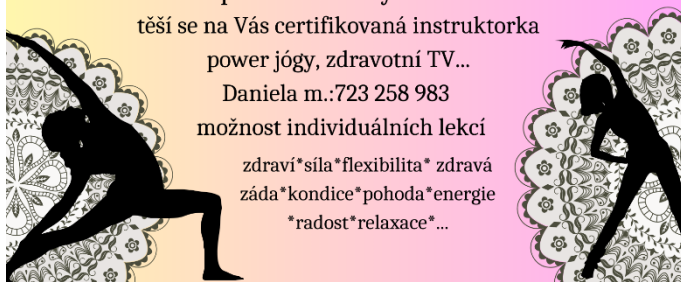 těší se na Vás certifikovaná instruktorka
power jógy, zdravotní TV...
Daniela m.:723 258 983
možnost individuálních lekcí
zdraví*síla*flexibilita* zdravá
záda*kondice*pohoda*energie
*radost*relaxace*...